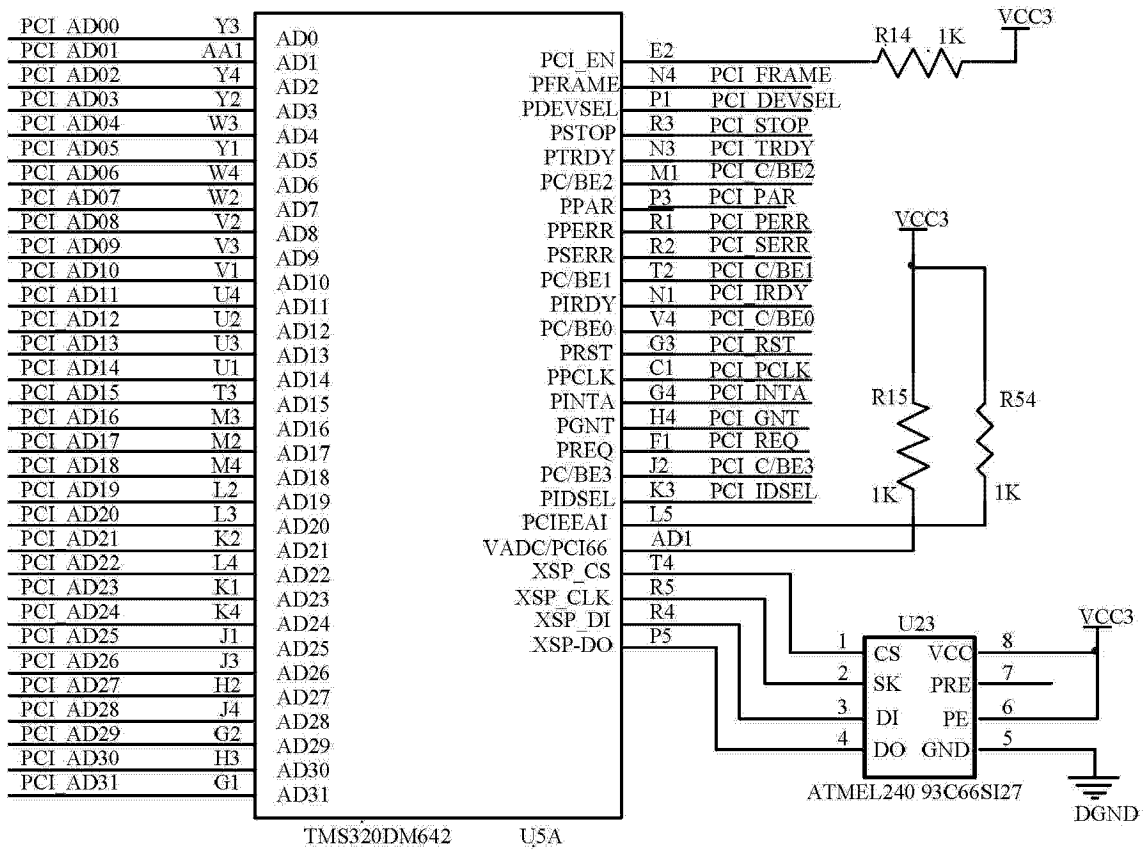 PCI_AD00 Y3 AD0
PCI_AD01 AA1 AD1
PCI_AD02 Y4 AD2
PCI_AD03 Y2 AD3
PCI_AD04 W3 AD4
PCI_AD05 Y1 AD5
PCI_AD06 W4 AD6
PCI_AD07 W2 AD7
PCI_AD08 V2 AD8
PCI_AD09 V3 AD9
PCI_AD10 V1 AD10
PCI_AD11 U4 AD11
PCI_AD12 U2 AD12
PCI_AD13 U3 AD13
PCI_AD14 U1 AD14
PCI_AD15 T3 AD15
PCI_AD16 M3 AD16
PCI_AD17 M2 AD17
PCI_AD18 M4 AD18
PCI_AD19 L2 AD19
PCI_AD20 L3 AD20
PCI_AD21 K2 AD21
PCI_AD22 L4 AD22
PCI_AD23 K1 AD23
PCI_AD24 K4 AD24
PCI_AD25 J1 AD25
PCI_AD26 J3 AD26
PCI_AD27 H2 AD27
PCI_AD28 J4 AD28
PCI_AD29 G2 AD29
PCI_AD30 H3 AD30
PCI_AD31 G1 AD31
PCI_EN E2
PFRAME N4 PCI_FRAME
PDEVSEL P1 PCI_DEVSEL
PSTOP R3 PCI_STOP
PTRDY N3 PCI_TRDY
PC/BE2 M1 PCI_C/BE2
PPAR P3 PCI_PAR
PPERR R1 PCI_PERR
PSERR R2 PCI_SERR
PC/BE1 T2 PCI_C/BE1
PIRDY N1 PCI_IRDY
PC/BE0 V4 PCI_C/BE0
PRST G3 PCI_RST
PPCLK C1 PCI_PCLK
PINTA G4 PCI_INTA
PGNT H4 PCI_GNT
PREQ F1 PCI_REQ
PC/BE3 J2 PCI_C/BE3
PIDSEL K3 PCI_IDSEL
PCIEEAI L5
VADC/PCI66 AD1
XSP_CS T4
XSP_CLK R5
XSP_DI R4
XSP-DO P5
TMS320DM642 U5A
VCC3
R14 1K
VCC3
R15 R54
1K 1K
U23
VCC3
1 CS VCC 8
2 SK PRE 7
3 DI PE 6
4 DO GND 5
ATMEL240 93C66SI27
DGND